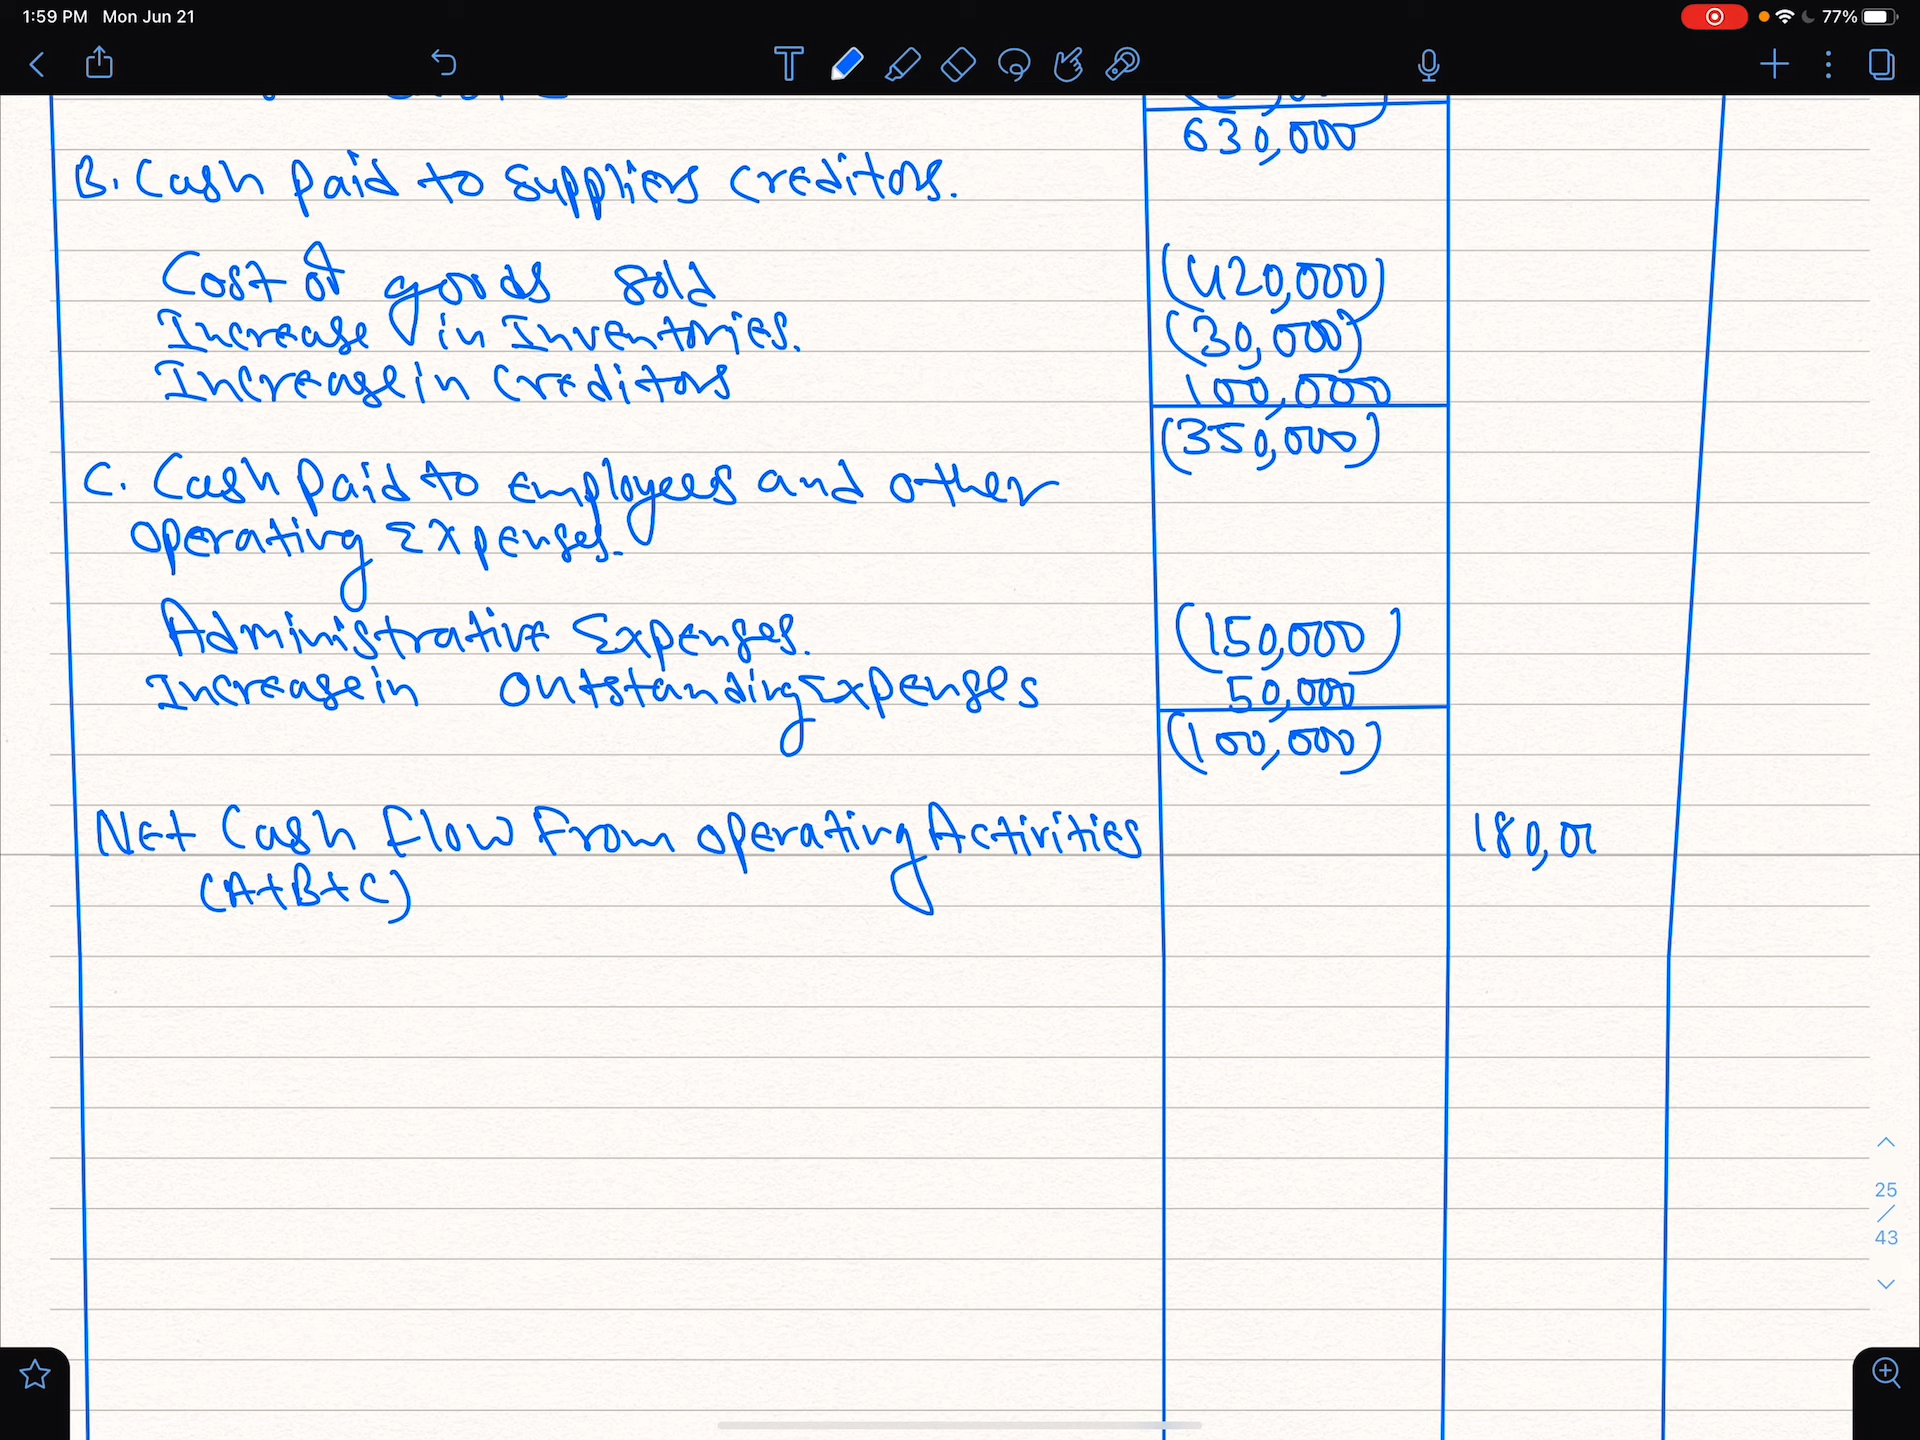 1:59 PM Mon Jun 21
77%
630,000
B. Cash paid to suppliers creditors.
Cost of goods sold (420,000)
Increase in Inventories. (30,000)
Increase in creditors 100,000
(350,000)
C. Cash paid to employees and other
operating Expenses.
Administrative Expenses. (150,000)
Increase in outstanding Expenses 50,000
(100,000)
Net Cash flow from operating Activities 180,00
(A+B+C)
25
/
43